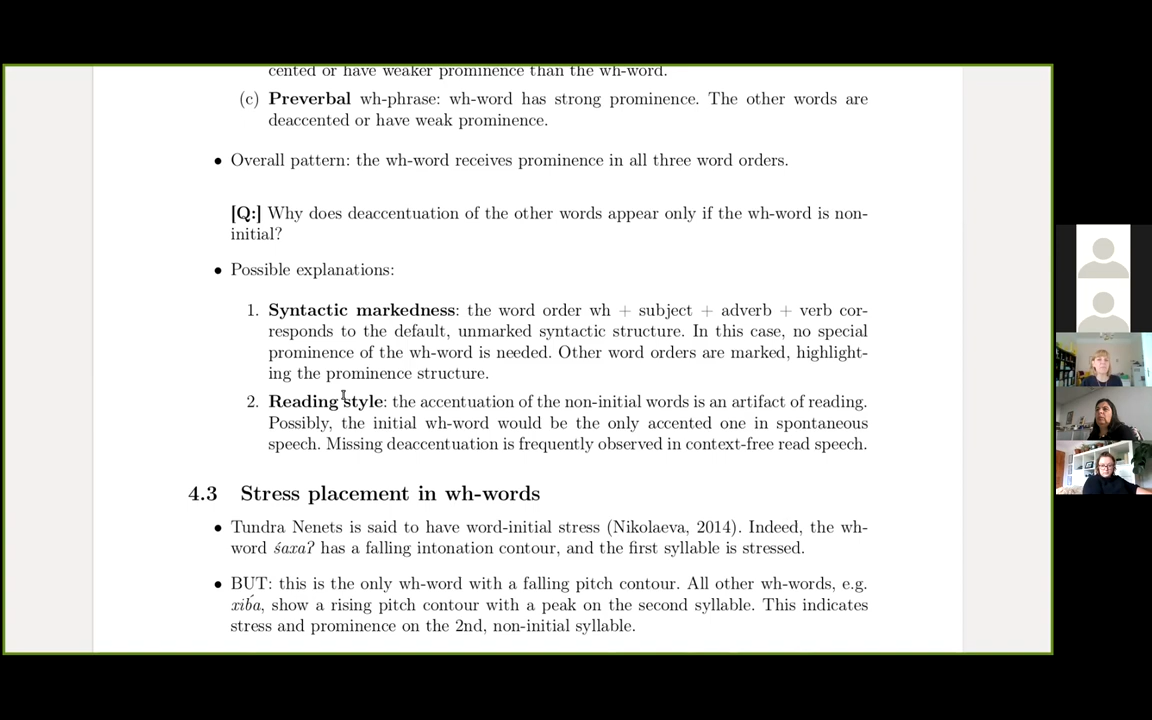 cented or have weaker prominence than the wh-word.
(c) Preverbal wh-phrase: wh-word has strong prominence. The other words are
deaccented or have weak prominence.
• Overall pattern: the wh-word receives prominence in all three word orders.
[Q:] Why does deaccentuation of the other words appear only if the wh-word is non-
initial?
• Possible explanations:
1. Syntactic markedness: the word order wh + subject + adverb + verb cor-
responds to the default, unmarked syntactic structure. In this case, no special
prominence of the wh-word is needed. Other word orders are marked, highlight-
ing the prominence structure.
2. Reading style: the accentuation of the non-initial words is an artifact of reading.
Possibly, the initial wh-word would be the only accented one in spontaneous
speech. Missing deaccentuation is frequently observed in context-free read speech.
4.3 Stress placement in wh-words
• Tundra Nenets is said to have word-initial stress (Nikolaeva, 2014). Indeed, the wh-
word śaxaʔ has a falling intonation contour, and the first syllable is stressed.
• BUT: this is the only wh-word with a falling pitch contour. All other wh-words, e.g.
xib́a, show a rising pitch contour with a peak on the second syllable. This indicates
stress and prominence on the 2nd, non-initial syllable.